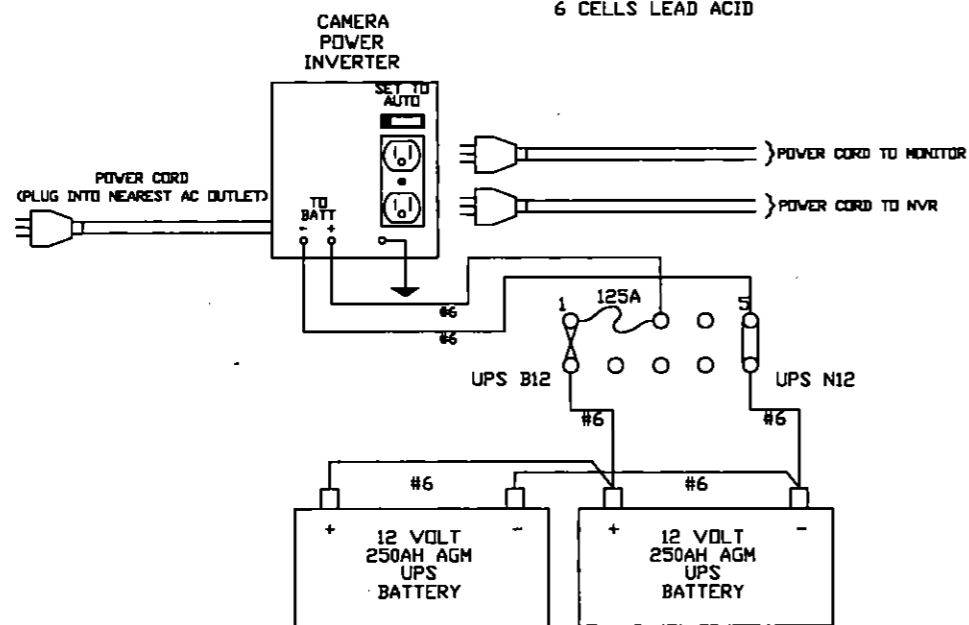 6 CELLS LEAD ACID
CAMERA
POWER
INVERTER
SET TO
AUTO
POWER CORD
(PLUG INTO NEAREST AC OUTLET)
TO
BATT
- +
POWER CORD TO MONITOR
POWER CORD TO NVR
#6
#6
1
125A
5
UPS B12
UPS N12
#6
#6
#6
#6
+ -
12 VOLT
250AH AGM
UPS
BATTERY
+ -
12 VOLT
250AH AGM
UPS
BATTERY